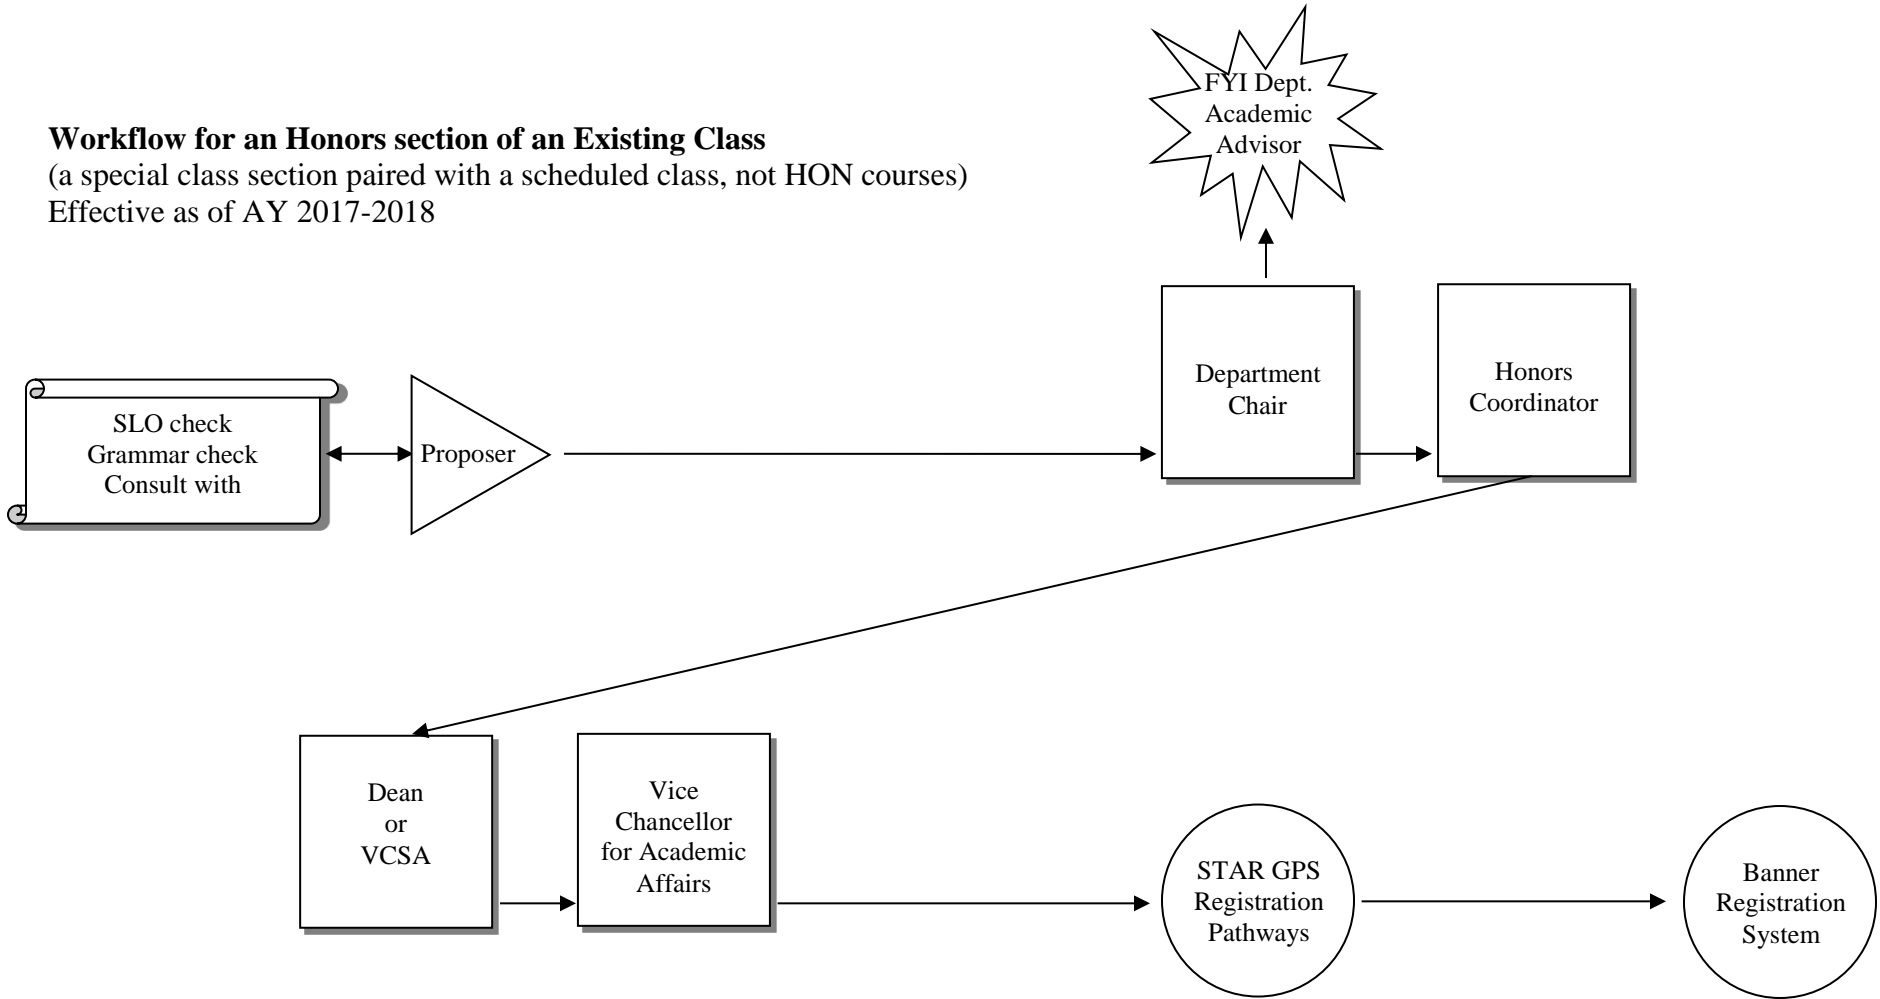 FYI Dept.
Academic
Advisor
Workflow for an Honors section of an Existing Class
(a special class section paired with a scheduled class, not HON courses)
Effective as of AY 2017-2018
SLO check
Grammar check
Consult with
Proposer
Department
Chair
Honors
Coordinator
Dean
or
VCSA
Vice
Chancellor
for Academic
Affairs
STAR GPS
Registration
Pathways
Banner
Registration
System